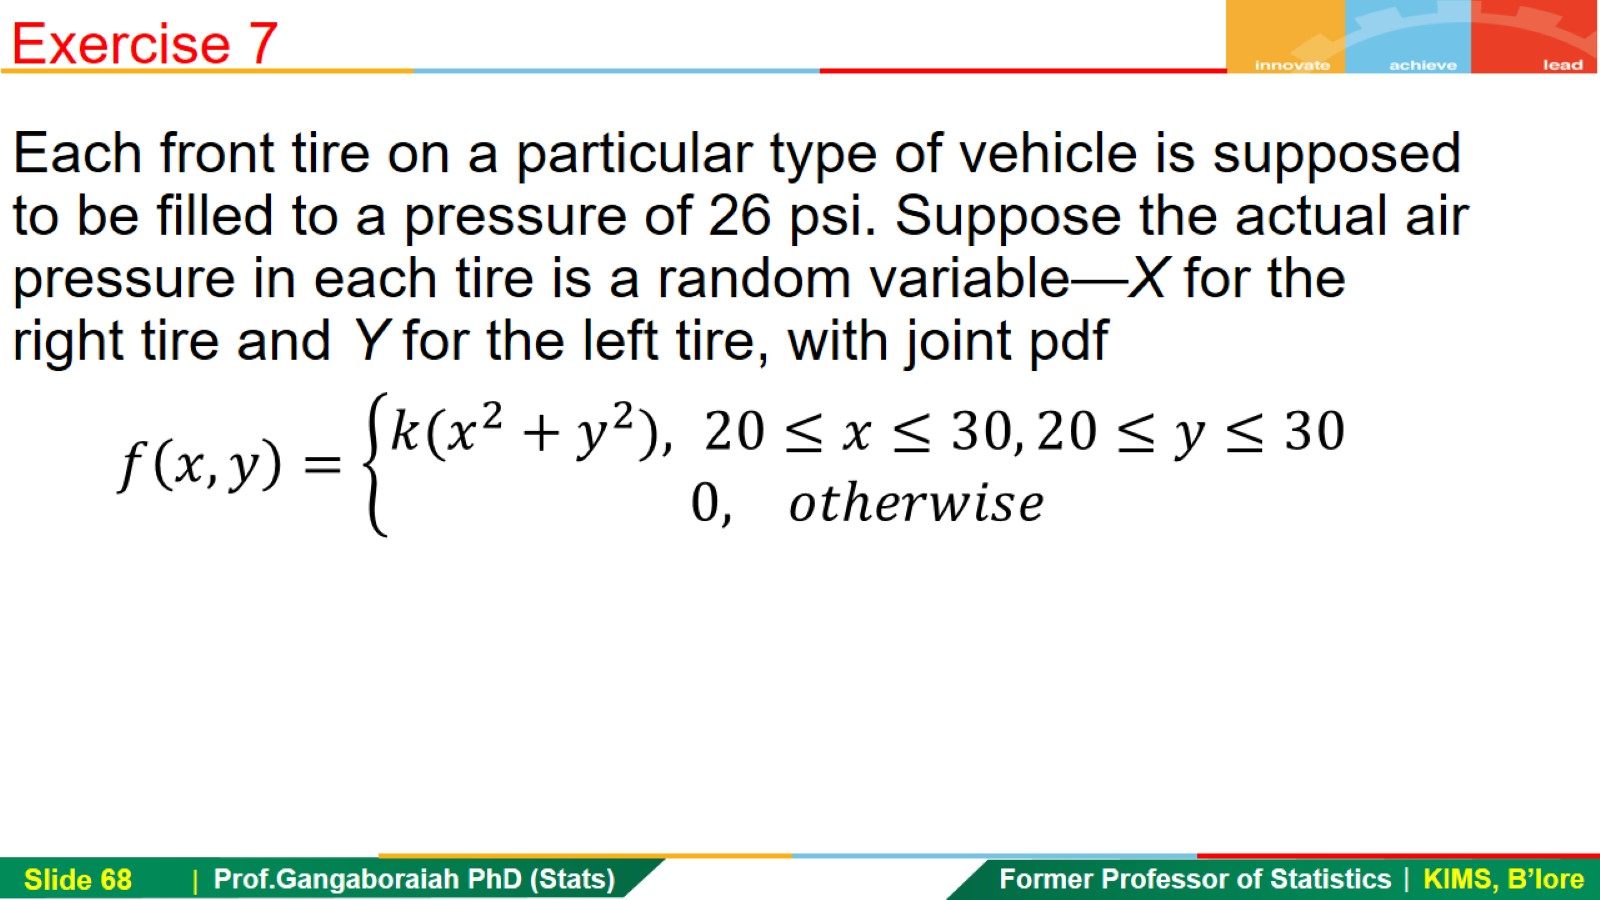 Exercise 7
innovate achieve lead
Each front tire on a particular type of vehicle is supposed
to be filled to a pressure of 26 psi. Suppose the actual air
pressure in each tire is a random variable—X for the
right tire and Y for the left tire, with joint pdf
f(x, y) = {k(x² + y²), 20 ≤ x ≤ 30, 20 ≤ y ≤ 30
0, otherwise
Slide 68 | Prof.Gangaboraiah PhD (Stats) Former Professor of Statistics | KIMS, B’lore